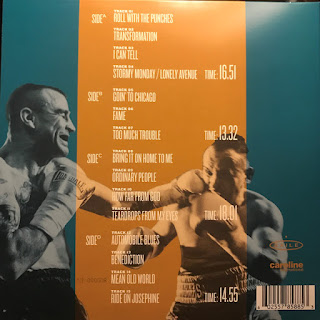 SIDE A
TRACK 01
ROLL WITH THE PUNCHES
TRACK 02
TRANSFORMATION
TRACK 03
I CAN TELL
TRACK 04
STORMY MONDAY / LONELY AVENUE TIME: 16.51
SIDE B
TRACK 05
GOIN' TO CHICAGO
TRACK 06
FAME
TRACK 07
TOO MUCH TROUBLE TIME: 13.32
SIDE C
TRACK 08
BRING IT ON HOME TO ME
TRACK 09
ORDINARY PEOPLE
TRACK 10
HOW FAR FROM GOD
TRACK 11
TEARDROPS FROM MY EYES TIME: 18.01
SIDE D
TRACK 12
AUTOMOBILE BLUES
TRACK 13
BENEDICTION
TRACK 14
MEAN OLD WORLD
TRACK 15
RIDE ON JOSEPHINE TIME: 14.55
EXILE
caroline